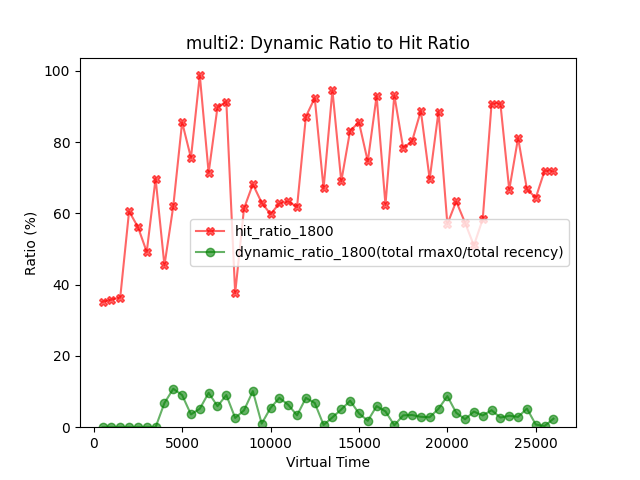 multi2: Dynamic Ratio to Hit Ratio
100
80
60
40
20
0
Ratio (%)
hit_ratio_1800
dynamic_ratio_1800(total rmax0/total recency)
0 5000 10000 15000 20000 25000
Virtual Time